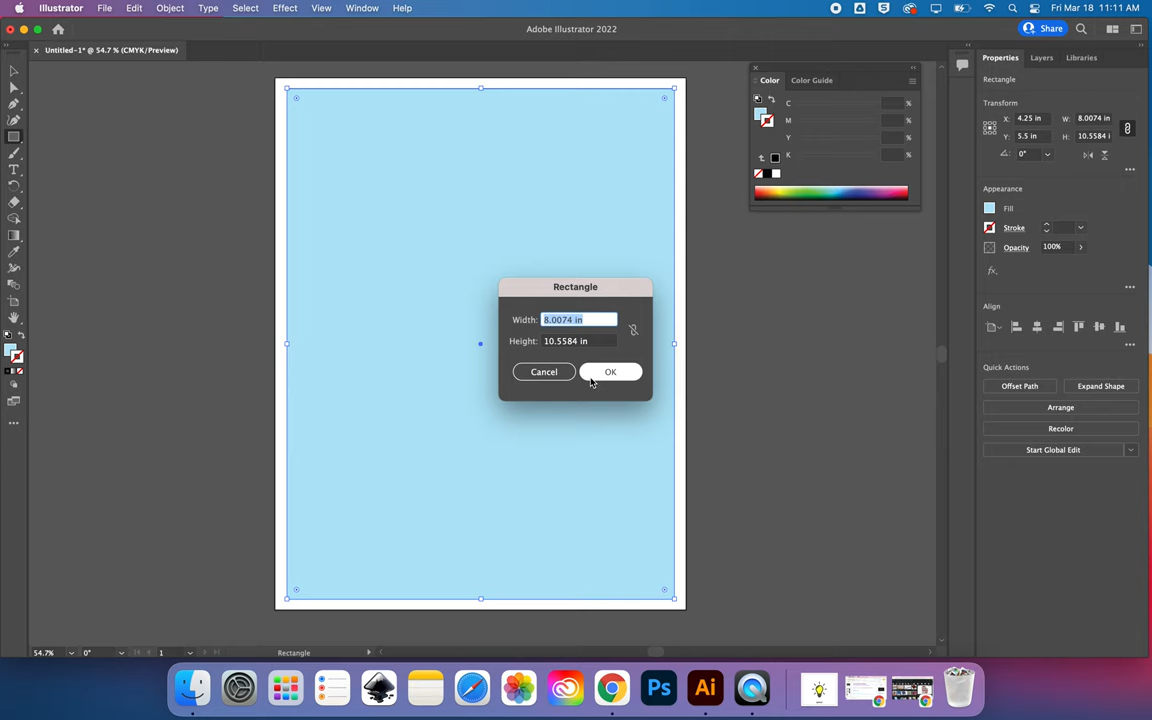 Illustrator File Edit Object Type Select Effect View Window Help Fri Mar 18 11:11 AM
Adobe Illustrator 2022 Share
× Untitled-1* @ 54.7 % (CMYK/Preview)
Color Color Guide
C %
M %
Y %
K %
Properties Layers Libraries
Rectangle
Transform
X: 4.25 in W: 8.0074 in
Y: 5.5 in H: 10.5584 i
0°
Appearance
Fill
Stroke
Opacity 100%
fx
Align
Quick Actions
Offset Path Expand Shape
Arrange
Recolor
Start Global Edit
Rectangle
Width: 8.0074 in
Height: 10.5584 in
Cancel OK
54.7% 0° 1 Rectangle
Ps Ai